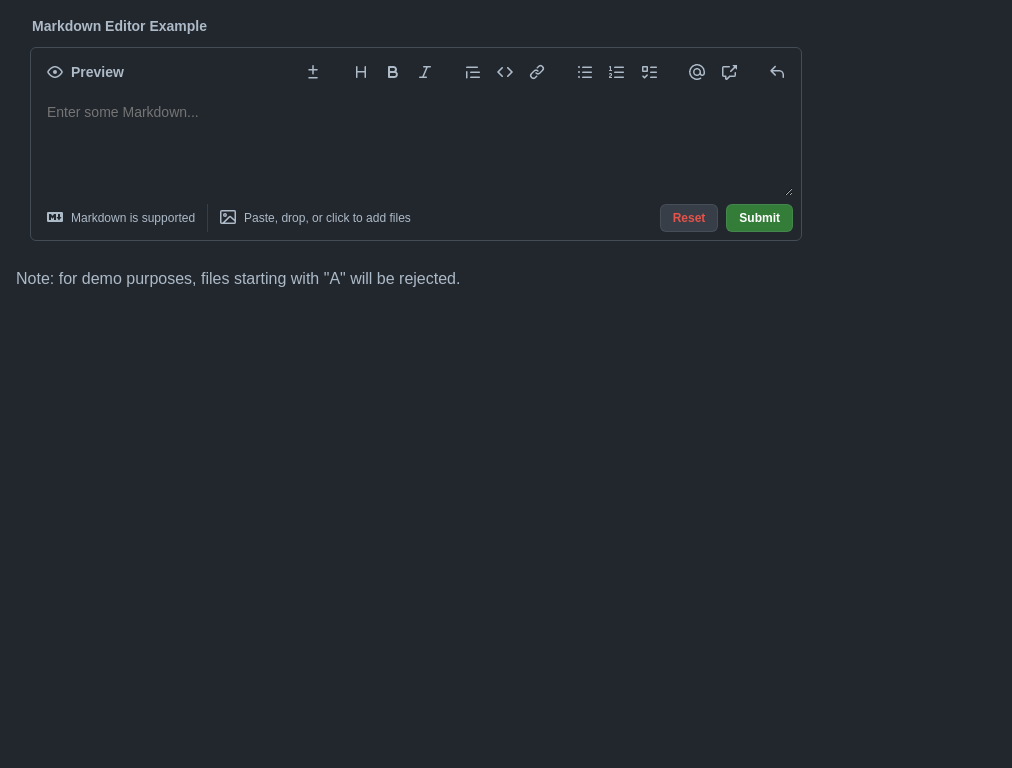 Markdown Editor Example
Preview
Enter some Markdown...
Markdown is supported
Paste, drop, or click to add files
Reset
Submit
Note: for demo purposes, files starting with "A" will be rejected.